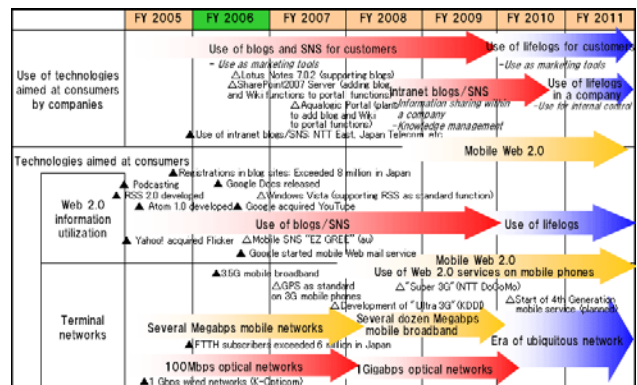 FY 2005 FY 2006 FY 2007 FY 2008 FY 2009 FY 2010 FY 2011
Use of technologies
aimed at consumers
by companies
Use of blogs and SNS for customers
- Use as marketing tools
△Lotus Notes 7.0.2 (supporting blogs)
△SharePoint2007 Server (adding blog
and Wiki functions to portal functions)
△Aqualogic Portal (plans
to add blog and Wiki
to portal functions)
▲Use of intranet blogs/SNS: NTT East, Japan Telecom, etc.
Intranet blogs/SNS
- Information sharing within
a company
- Knowledge management
Use of lifelogs for customers
- Use as marketing tools
Use of lifelogs
in a company
- Use for internal control
Mobile Web 2.0
Technologies aimed at consumers
Web 2.0
information
utilization
▲Registrations in blog sites: Exceeded 8 million in Japan
▲Podcasting
▲Google Docs released
▲RSS 2.0 developed
△Windows Vista (supporting RSS as standard function)
▲Atom 1.0 developed
▲Google acquired YouTube
Use of blogs/SNS
Use of lifelogs
▲Yahoo! acquired Flicker
△Mobile SNS "EZ GREE" (au)
▲Google started mobile Web mail service
Mobile Web 2.0
Use of Web 2.0 services on mobile phones
Terminal
networks
▲3.5G mobile broadband
△GPS as standard
on 3G mobile phones
△"Super 3G" (NTT DoCoMo)
△Development of "Ultra 3G" (KDDI)
△Start of 4th Generation
mobile service (planned)
Several Megabps mobile networks
Several dozen Megabps
mobile broadband
▲FTTH subscribers exceeded 6 million in Japan
Era of ubiquitous network
100Mbps optical networks
1Gigabps optical networks
▲1 Gbps wired networks (K-Opticom)